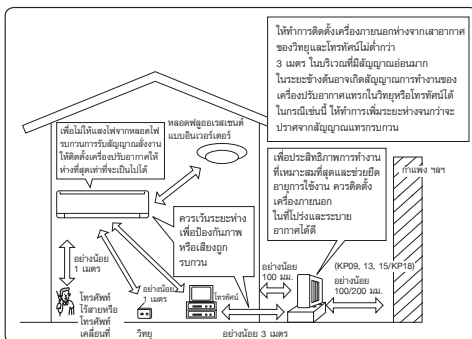 ให้ทำการติดตั้งเครื่องภายนอกห่างจากเสาอากาศ
ของวิทยุและโทรทัศน์ไม่ต่ำกว่า
3 เมตร ในบริเวณที่มีสัญญาณอ่อนมาก
ในระยะข้างต้นอาจเกิดสัญญาณการทำงานของ
เครื่องปรับอากาศแทรกในวิทยุหรือโทรทัศน์ได้
ในกรณีเช่นนี้ ให้ทำการเพิ่มระยะห่างจนกว่าจะ
ปราศจากสัญญาณแทรกรบกวน
หลอดฟลูออเรสเซนต์
แบบอินเวอร์เตอร์
เพื่อไม่ให้แสงไฟจากหลอดไฟ
รบกวนการรับสัญญาณสั่งงาน
ให้ติดตั้งเครื่องปรับอากาศให้
ห่างที่สุดเท่าที่จะเป็นไปได้
เพื่อประสิทธิภาพการทำงาน
ที่เหมาะสมที่สุดและช่วยยืด
อายุการใช้งาน ควรติดตั้ง
เครื่องภายนอก
ในที่โปร่งและระบาย
อากาศได้ดี
กำแพง ฯลฯ
ควรเว้นระยะห่าง
เพื่อป้องกันภาพ
หรือเสียงถูก
รบกวน
อย่างน้อย
1 เมตร
อย่างน้อย
1 เมตร
อย่างน้อย
100 มม.
(KP09, 13, 15/KP18)
อย่างน้อย
100/200 มม.
โทรศัพท์
ไร้สายหรือ
โทรศัพท์
เคลื่อนที่
วิทยุ
โทรทัศน์
อย่างน้อย 3 เมตร